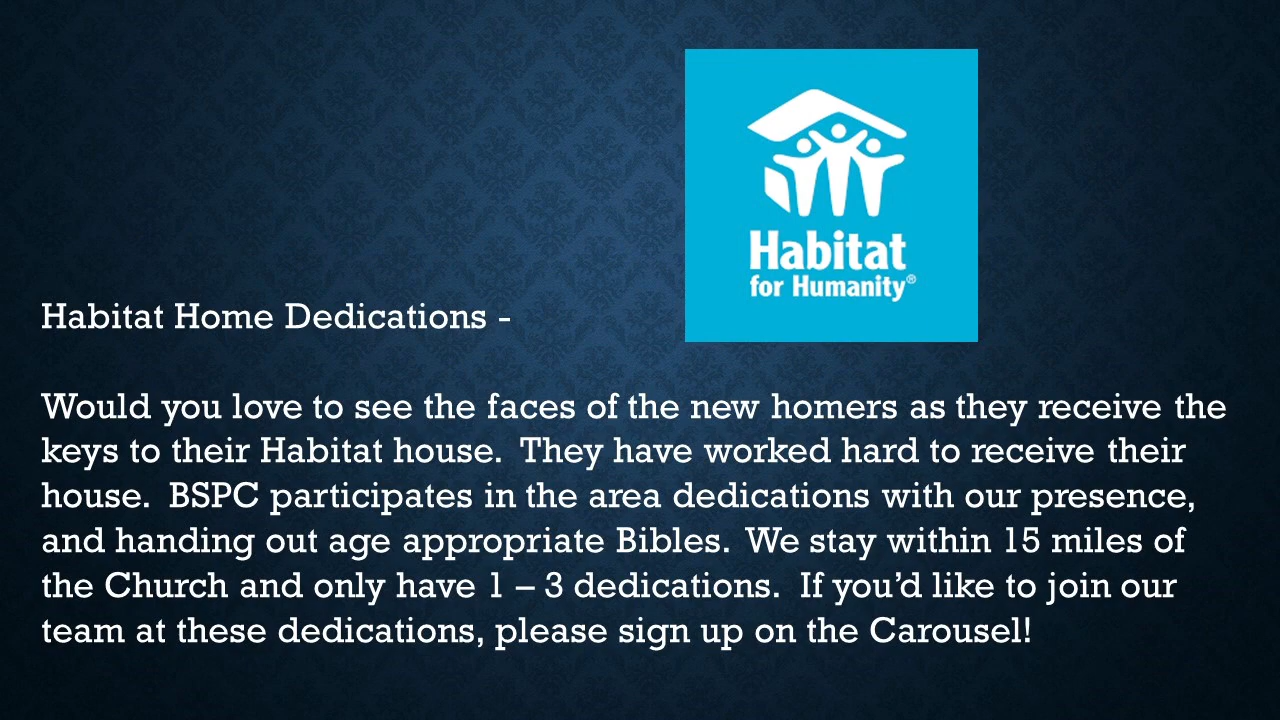 Habitat
for Humanity®
Habitat Home Dedications -
Would you love to see the faces of the new homers as they receive the
keys to their Habitat house.  They have worked hard to receive their
house.  BSPC participates in the area dedications with our presence,
and handing out age appropriate Bibles.  We stay within 15 miles of
the Church and only have 1 – 3 dedications.  If you’d like to join our
team at these dedications, please sign up on the Carousel!